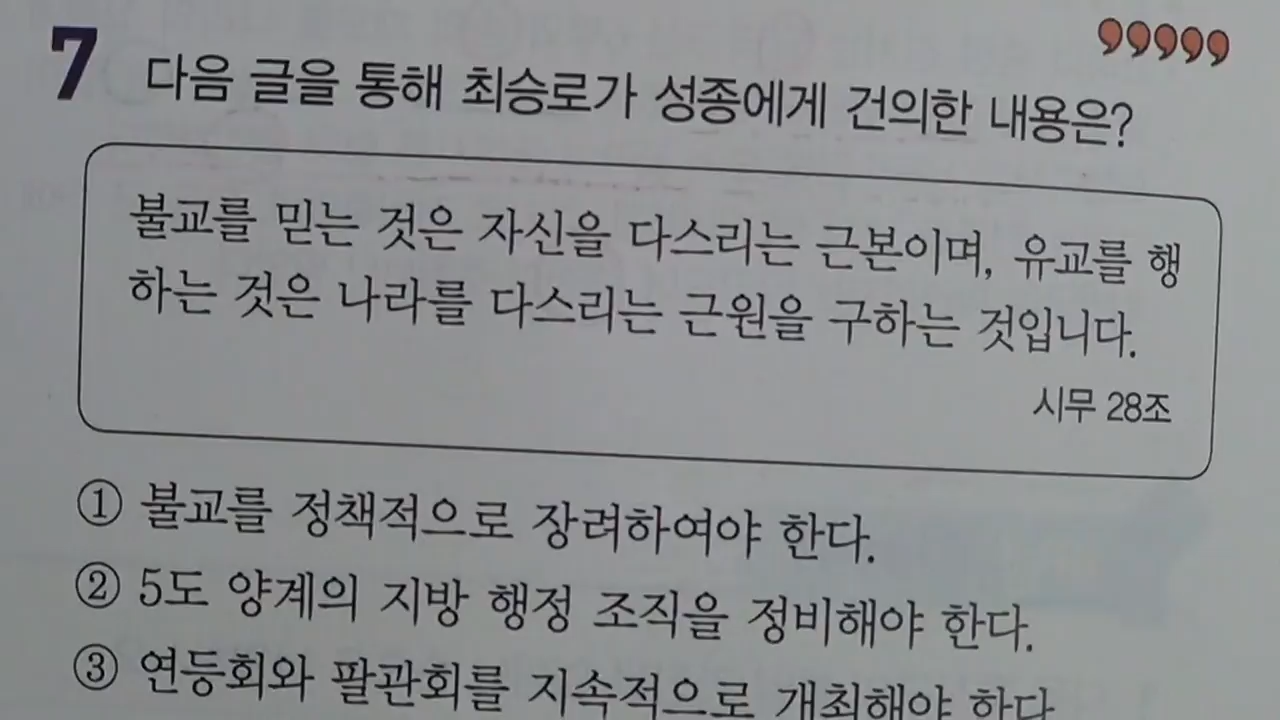 7 다음 글을 통해 최승로가 성종에게 건의한 내용은?
불교를 믿는 것은 자신을 다스리는 근본이며, 유교를 행
하는 것은 나라를 다스리는 근원을 구하는 것입니다.
시무 28조
① 불교를 정책적으로 장려하여야 한다.
② 5도 양계의 지방 행정 조직을 정비해야 한다.
③ 연등회와 팔관회를 지속적으로 개최해야 한다